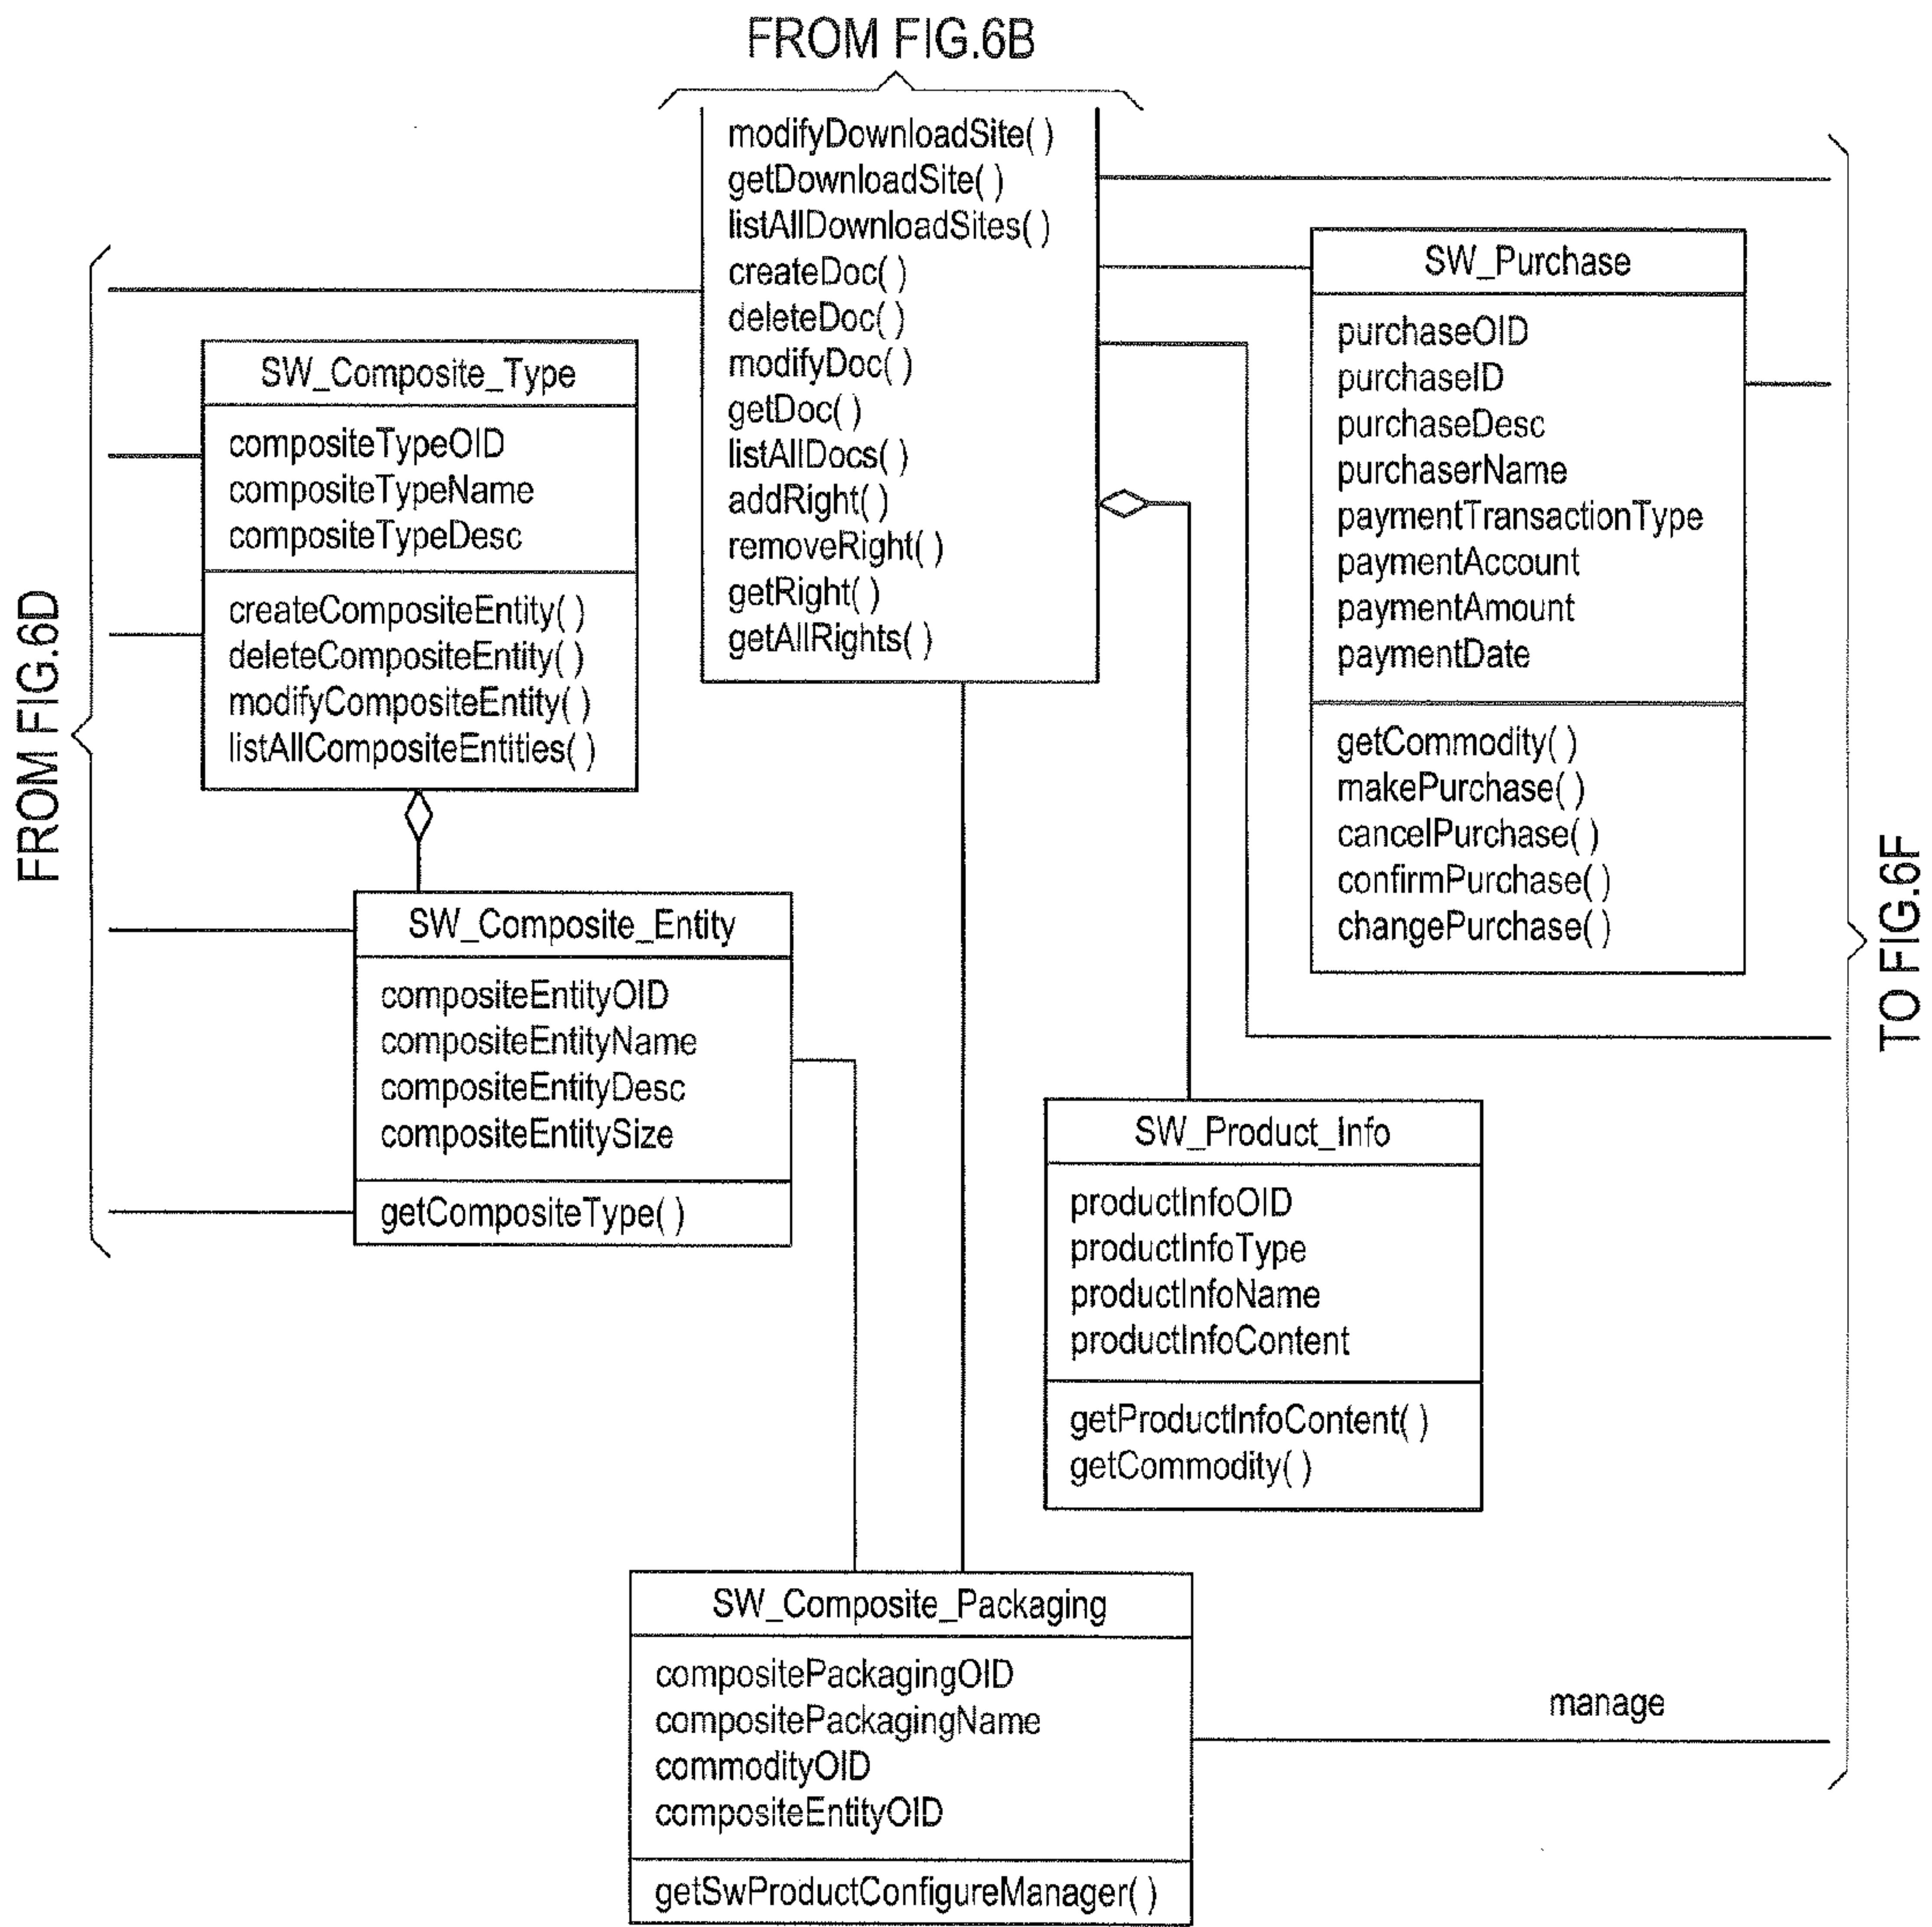 FROM FIG.6B
modifyDownloadSite( )
getDownloadSite( )
listAllDownloadSites( )
createDoc( )
deleteDoc( )
modifyDoc( )
getDoc( )
listAllDocs( )
addRight( )
removeRight( )
getRight( )
getAllRights( )
FROM FIG.6D
SW_Composite_Type
compositeTypeOID
compositeTypeName
compositeTypeDesc
createCompositeEntity( )
deleteCompositeEntity( )
modifyCompositeEntity( )
listAllCompositeEntities( )
SW_Purchase
purchaseOID
purchaseID
purchaseDesc
purchaserName
paymentTransactionType
paymentAccount
paymentAmount
paymentDate
getCommodity( )
makePurchase( )
cancelPurchase( )
confirmPurchase( )
changePurchase( )
TO FIG.6F
SW_Composite_Entity
compositeEntityOID
compositeEntityName
compositeEntityDesc
compositeEntitySize
getCompositeType( )
SW_Product_Info
productInfoOID
productInfoType
productInfoName
productInfoContent
getProductInfoContent( )
getCommodity( )
SW_Composite_Packaging
compositePackagingOID
compositePackagingName
commodityOID
compositeEntityOID
getSwProductConfigureManager( )
manage